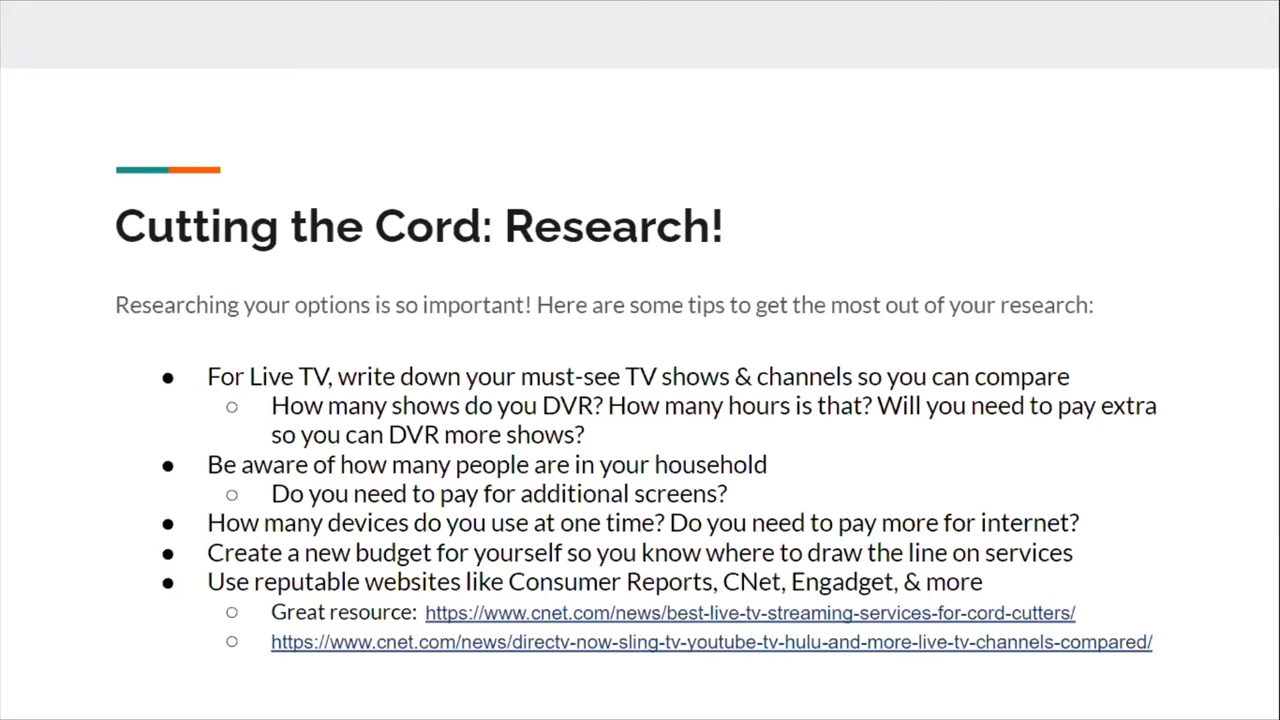 Cutting the Cord: Research!
Researching your options is so important! Here are some tips to get the most out of your research:
● For Live TV, write down your must-see TV shows & channels so you can compare
○ How many shows do you DVR? How many hours is that? Will you need to pay extra
so you can DVR more shows?
● Be aware of how many people are in your household
○ Do you need to pay for additional screens?
● How many devices do you use at one time? Do you need to pay more for internet?
● Create a new budget for yourself so you know where to draw the line on services
● Use reputable websites like Consumer Reports, CNet, Engadget, & more
○ Great resource: https://www.cnet.com/news/best-live-tv-streaming-services-for-cord-cutters/
○ https://www.cnet.com/news/directv-now-sling-tv-youtube-tv-hulu-and-more-live-tv-channels-compared/